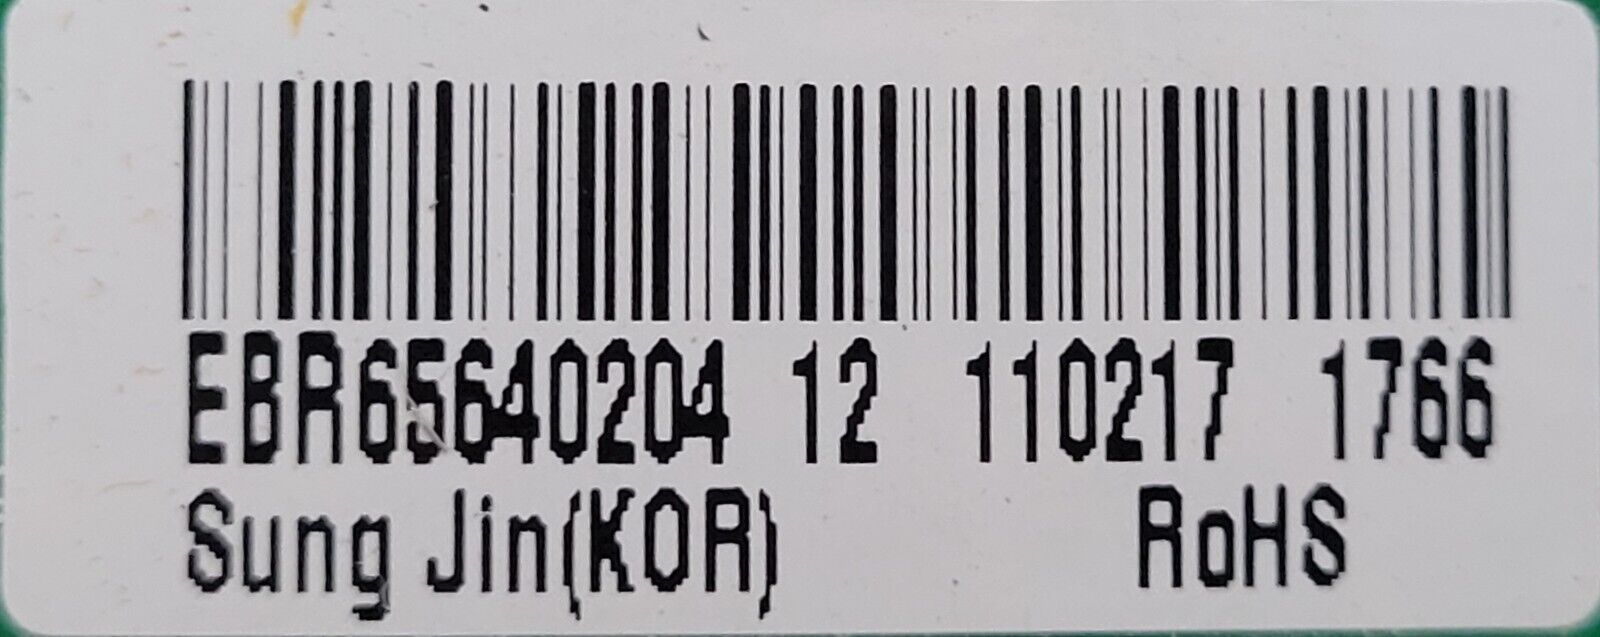 EBR65640204 12 110217 1766
Sung Jin(KOR) RoHS